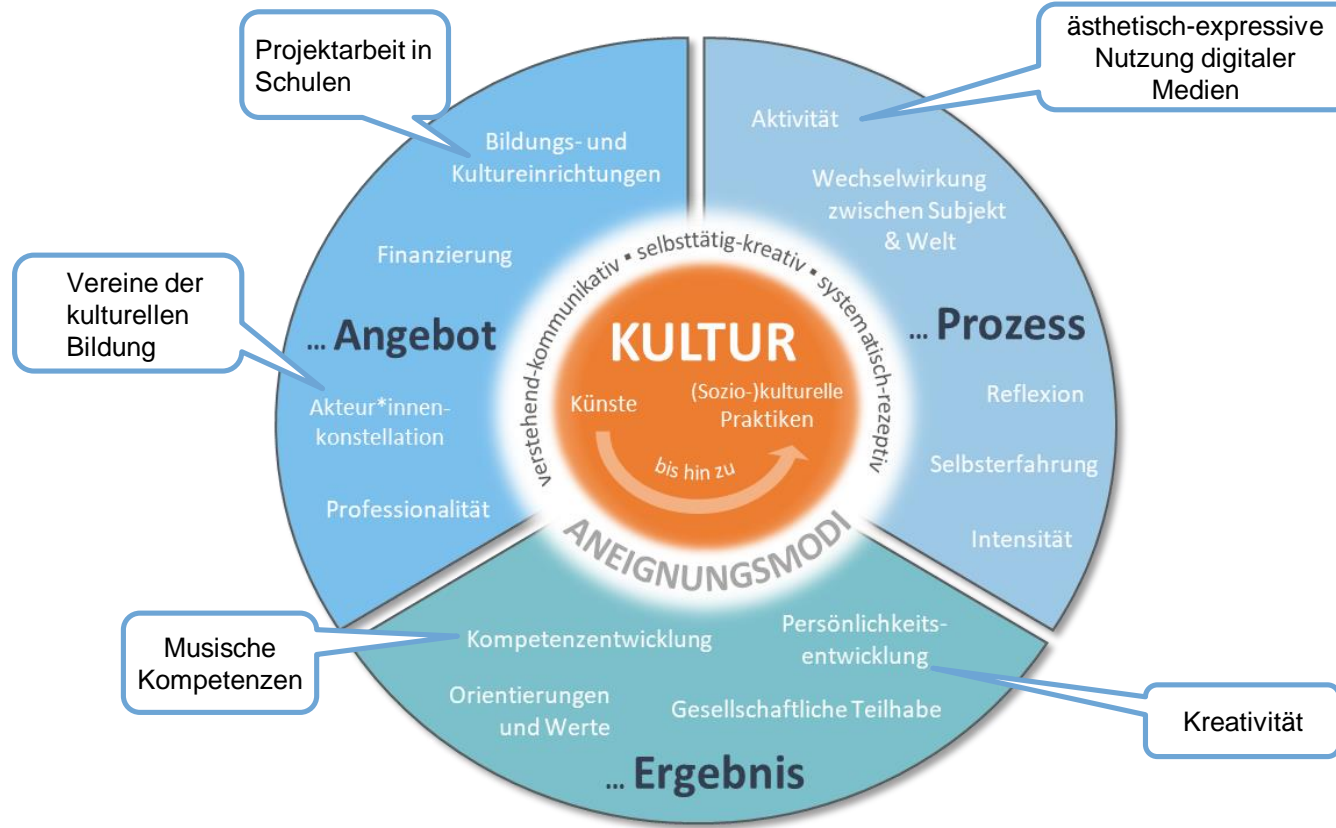 Projektarbeit in
Schulen
ästhetisch-expressive
Nutzung digitaler
Medien
Bildungs- und
Kultureinrichtungen
Finanzierung
Vereine der
kulturellen
Bildung
... Angebot
Akteur*innen-
konstellation
Professionalität
Aktivität
Wechselwirkung
zwischen Subjekt
& Welt
... Prozess
Reflexion
Selbsterfahrung
Intensität
verstehend-kommunikativ ▪ selbsttätig-kreativ ▪ systematisch-rezeptiv
KULTUR
Künste
(Sozio-)kulturelle
Praktiken
bis hin zu
ANEIGNUNGSMODI
Musische
Kompetenzen
Kompetenzentwicklung
Persönlichkeits-
entwicklung
Orientierungen
und Werte
Gesellschaftliche Teilhabe
Kreativität
... Ergebnis